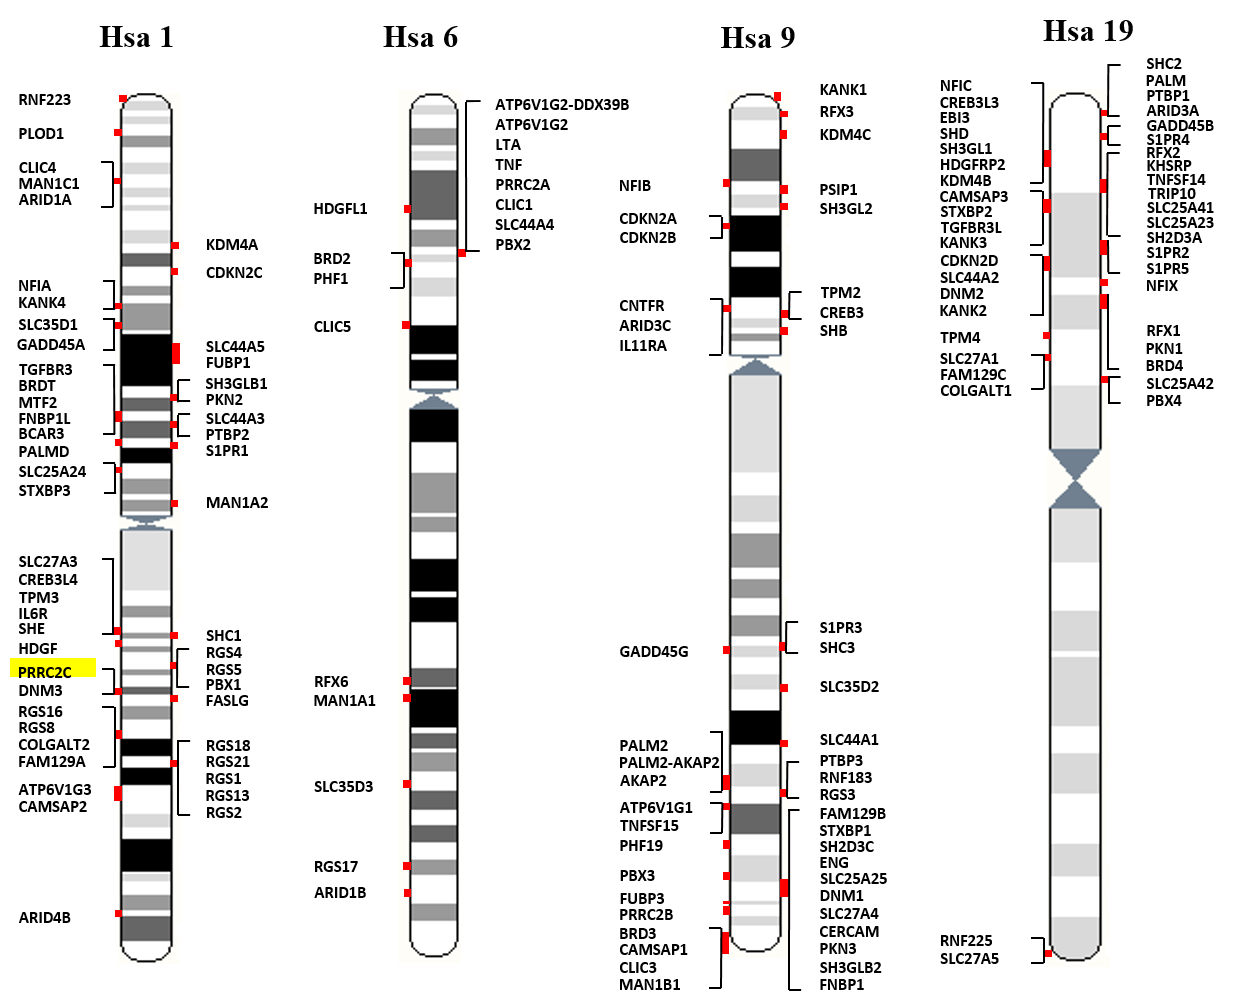 Hsa 1
RNF223
PLOD1
CLIC4
MAN1C1
ARID1A
NFIA
KANK4
SLC35D1
GADD45A
TGFBR3
BRDT
MTF2
FNBP1L
BCAR3
PALMD
SLC25A24
STXBP3
SLC27A3
CREB3L4
TPM3
IL6R
SHE
HDGF
PRRC2C
DNM3
RGS16
RGS8
COLGALT2
FAM129A
ATP6V1G3
CAMSAP2
ARID4B
KDM4A
CDKN2C
SLC44A5
FUBP1
SH3GLB1
PKN2
SLC44A3
PTBP2
S1PR1
MAN1A2
SHC1
RGS4
RGS5
PBX1
FASLG
RGS18
RGS21
RGS1
RGS13
RGS2
Hsa 6
HDGFL1
BRD2
PHF1
CLIC5
RFX6
MAN1A1
SLC35D3
RGS17
ARID1B
ATP6V1G2-DDX39B
ATP6V1G2
LTA
TNF
PRRC2A
CLIC1
SLC44A4
PBX2
Hsa 9
NFIB
CDKN2A
CDKN2B
CNTFR
ARID3C
IL11RA
GADD45G
PALM2
PALM2-AKAP2
AKAP2
ATP6V1G1
TNFSF15
PHF19
PBX3
FUBP3
PRRC2B
BRD3
CAMSAP1
CLIC3
MAN1B1
KANK1
RFX3
KDM4C
PSIP1
SH3GL2
TPM2
CREB3
SHB
S1PR3
SHC3
SLC35D2
SLC44A1
PTBP3
RNF183
RGS3
FAM129B
STXBP1
SH2D3C
ENG
SLC25A25
DNM1
SLC27A4
CERCAM
PKN3
SH3GLB2
FNBP1
Hsa 19
NFIC
CREB3L3
EBI3
SHD
SH3GL1
HDGFRP2
KDM4B
CAMSAP3
STXBP2
TGFBR3L
KANK3
CDKN2D
SLC44A2
DNM2
KANK2
TPM4
SLC27A1
FAM129C
COLGALT1
RNF225
SLC27A5
SHC2
PALM
PTBP1
ARID3A
GADD45B
S1PR4
RFX2
KHSRP
TNFSF14
TRIP10
SLC25A41
SLC25A23
SH2D3A
S1PR2
S1PR5
NFIX
RFX1
PKN1
BRD4
SLC25A42
PBX4